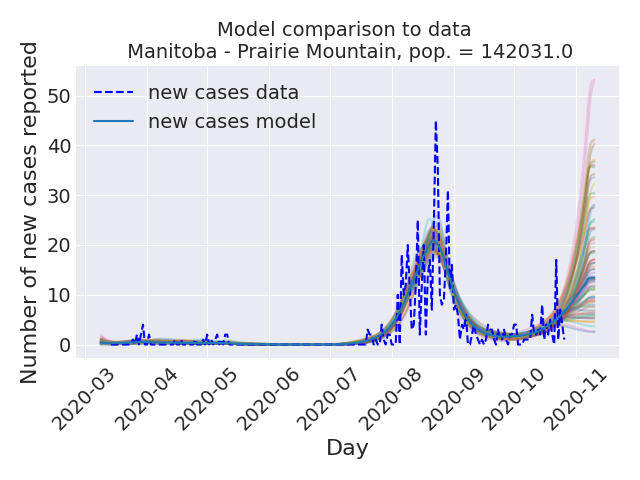 Model comparison to data
Manitoba - Prairie Mountain, pop. = 142031.0
Number of new cases reported
50
40
30
20
10
0
new cases data
new cases model
2020-03
2020-04
2020-05
2020-06
2020-07
2020-08
2020-09
2020-10
2020-11
Day